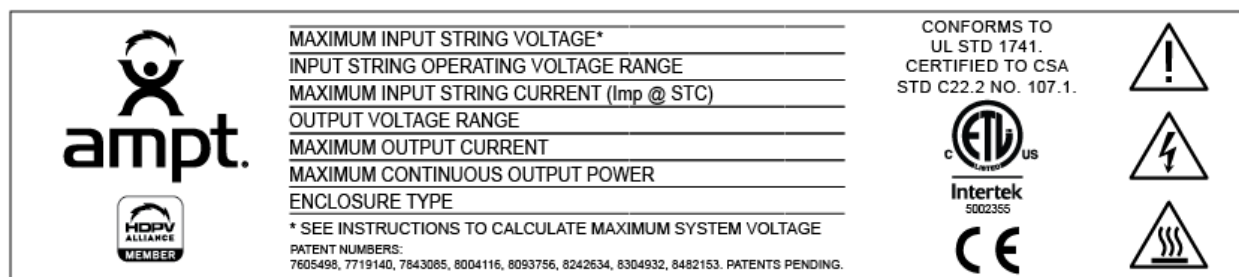 ampt.
HDPV
ALLIANCE
MEMBER
MAXIMUM INPUT STRING VOLTAGE*
INPUT STRING OPERATING VOLTAGE RANGE
MAXIMUM INPUT STRING CURRENT (Imp @ STC)
OUTPUT VOLTAGE RANGE
MAXIMUM OUTPUT CURRENT
MAXIMUM CONTINUOUS OUTPUT POWER
ENCLOSURE TYPE
* SEE INSTRUCTIONS TO CALCULATE MAXIMUM SYSTEM VOLTAGE
PATENT NUMBERS:
7605498, 7719140, 7843085, 8004116, 8093756, 8242634, 8304932, 8482153. PATENTS PENDING.
CONFORMS TO
UL STD 1741.
CERTIFIED TO CSA
STD C22.2 NO. 107.1.
ETL
LISTED
C US
Intertek
5002355
CE